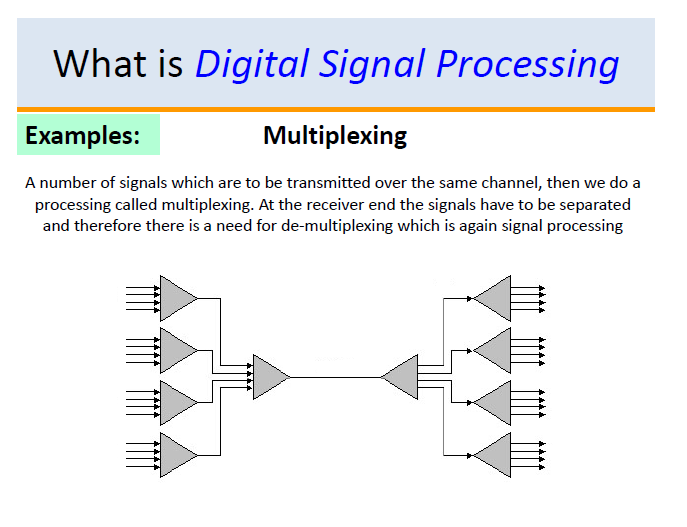 What is Digital Signal Processing
Examples:
Multiplexing
A number of signals which are to be transmitted over the same channel, then we do a
processing called multiplexing. At the receiver end the signals have to be separated
and therefore there is a need for de-multiplexing which is again signal processing